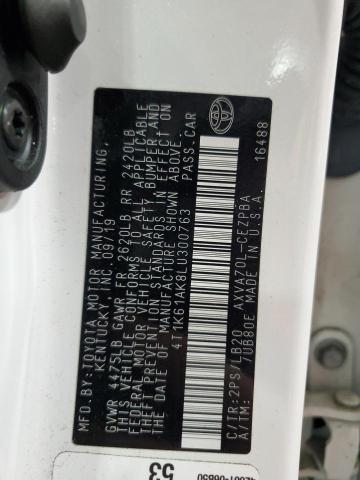 MFD.BY:TOYOTA MOTOR MANUFACTURING,
KENTUCKY, INC. 09/19
GVWR 4475LB GAWR FR 2620LB RR 2420LB
THIS VEHICLE CONFORMS TO ALL APPLICABLE
FEDERAL MOTOR VEHICLE SAFETY, BUMPER AND
THEFT PREVENTION STANDARDS IN EFFECT ON
THE DATE OF MANUFACTURE SHOWN ABOVE.
4T1K61AK8LU300763 PASS.CAR
C/TR:2PS/LB20 AXVA70L-CEZPBA
A/TM: /UB80E MADE IN U.S.A.
16488
53